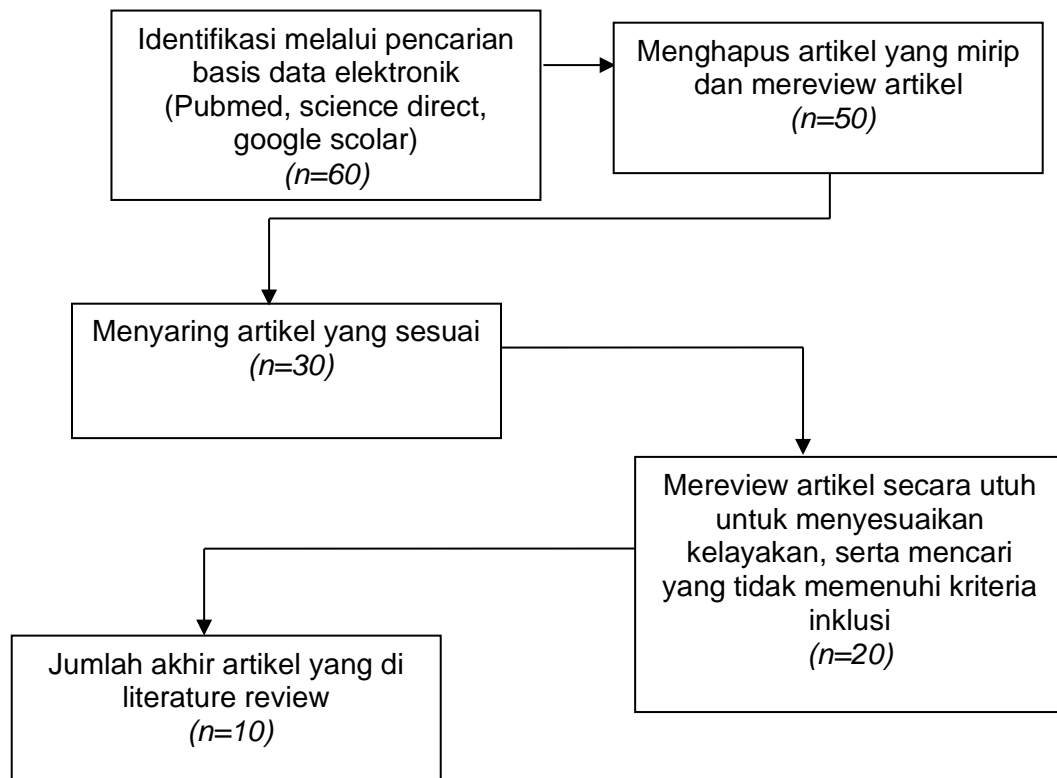 Identifikasi melalui pencarian
basis data elektronik
(Pubmed, science direct,
google scolar)
(n=60)
Menghapus artikel yang mirip
dan mereview artikel
(n=50)
Menyaring artikel yang sesuai
(n=30)
Mereview artikel secara utuh
untuk menyesuaikan
kelayakan, serta mencari
yang tidak memenuhi kriteria
inklusi
(n=20)
Jumlah akhir artikel yang di
literature review
(n=10)